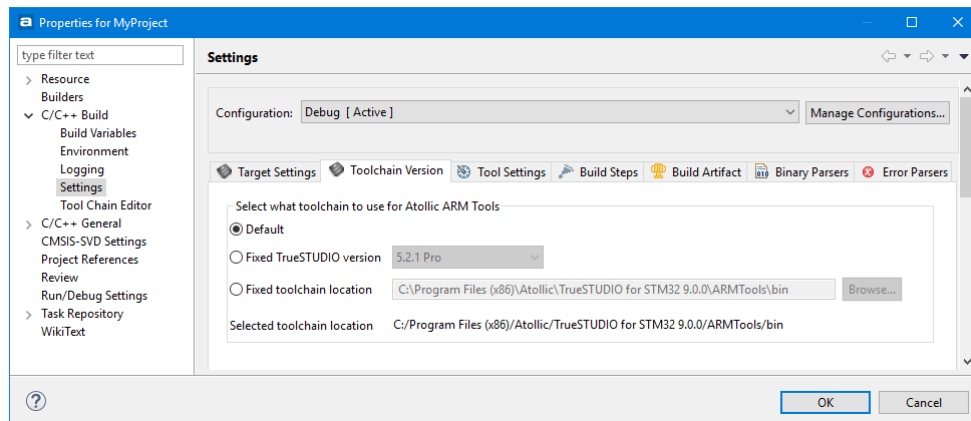 Properties for MyProject
type filter text
Resource
Builders
C/C++ Build
Build Variables
Environment
Logging
Settings
Tool Chain Editor
C/C++ General
CMSIS-SVD Settings
Project References
Review
Run/Debug Settings
Task Repository
WikiText
Settings
Configuration: Debug [ Active ] Manage Configurations...
Target Settings Toolchain Version Tool Settings Build Steps Build Artifact Binary Parsers Error Parsers
Select what toolchain to use for Atollic ARM Tools
Default
Fixed TrueSTUDIO version 5.2.1 Pro
Fixed toolchain location C:\Program Files (x86)\Atollic\TrueSTUDIO for STM32 9.0.0\ARMTools\bin Browse...
Selected toolchain location C:/Program Files (x86)/Atollic/TrueSTUDIO for STM32 9.0.0/ARMTools/bin
OK Cancel